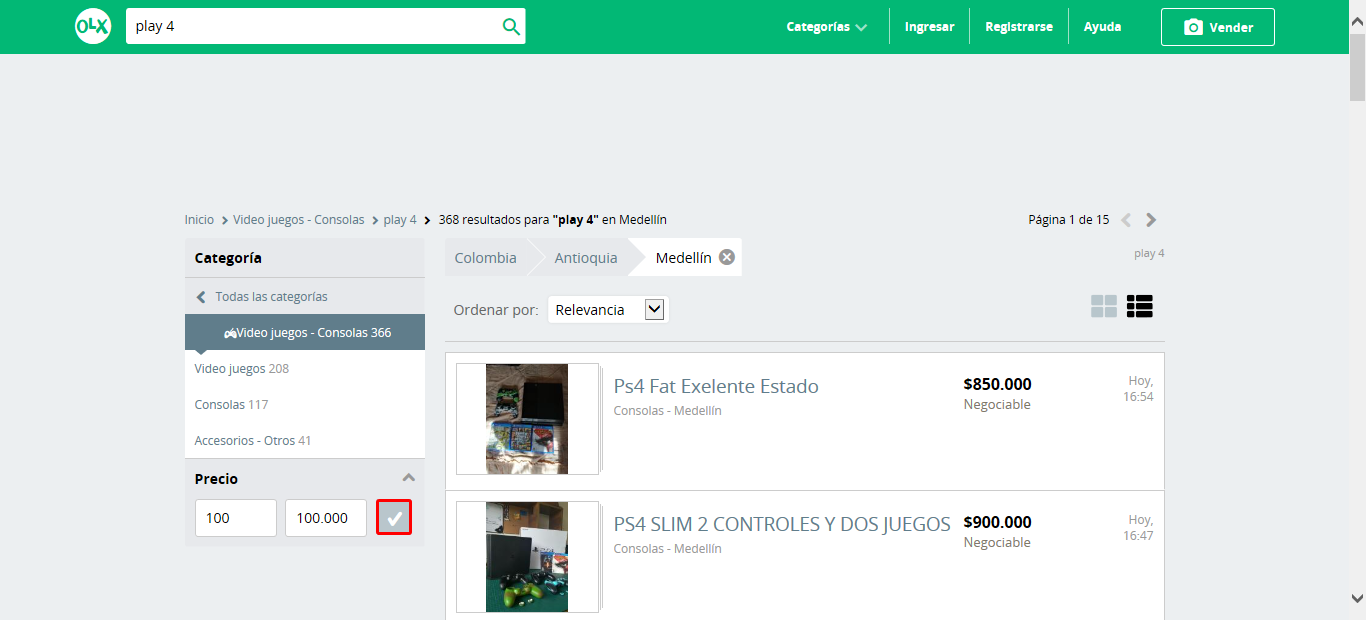 OLX
play 4
Categorías
Ingresar
Registrarse
Ayuda
Vender
Inicio > Video juegos - Consolas > play 4 > 368 resultados para "play 4" en Medellín
Página 1 de 15
Categoría
Todas las categorías
Video juegos - Consolas 366
Video juegos 208
Consolas 117
Accesorios - Otros 41
Precio
100
100.000
Colombia
Antioquia
Medellín
play 4
Ordenar por:
Relevancia
Ps4 Fat Exelente Estado
Consolas - Medellín
$850.000
Negociable
Hoy,
16:54
PS4 SLIM 2 CONTROLES Y DOS JUEGOS
Consolas - Medellín
$900.000
Negociable
Hoy,
16:47